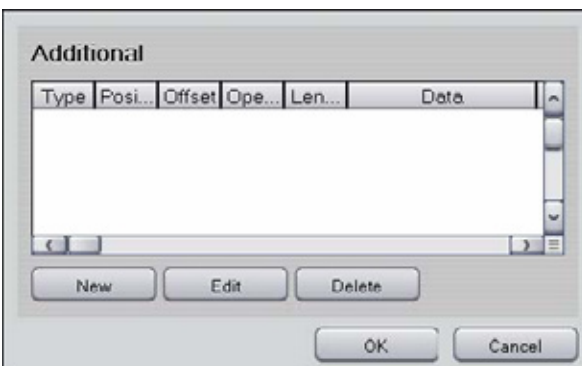 Additional
Type Posi... Offset Ope... Len... Data
New Edit Delete
OK Cancel